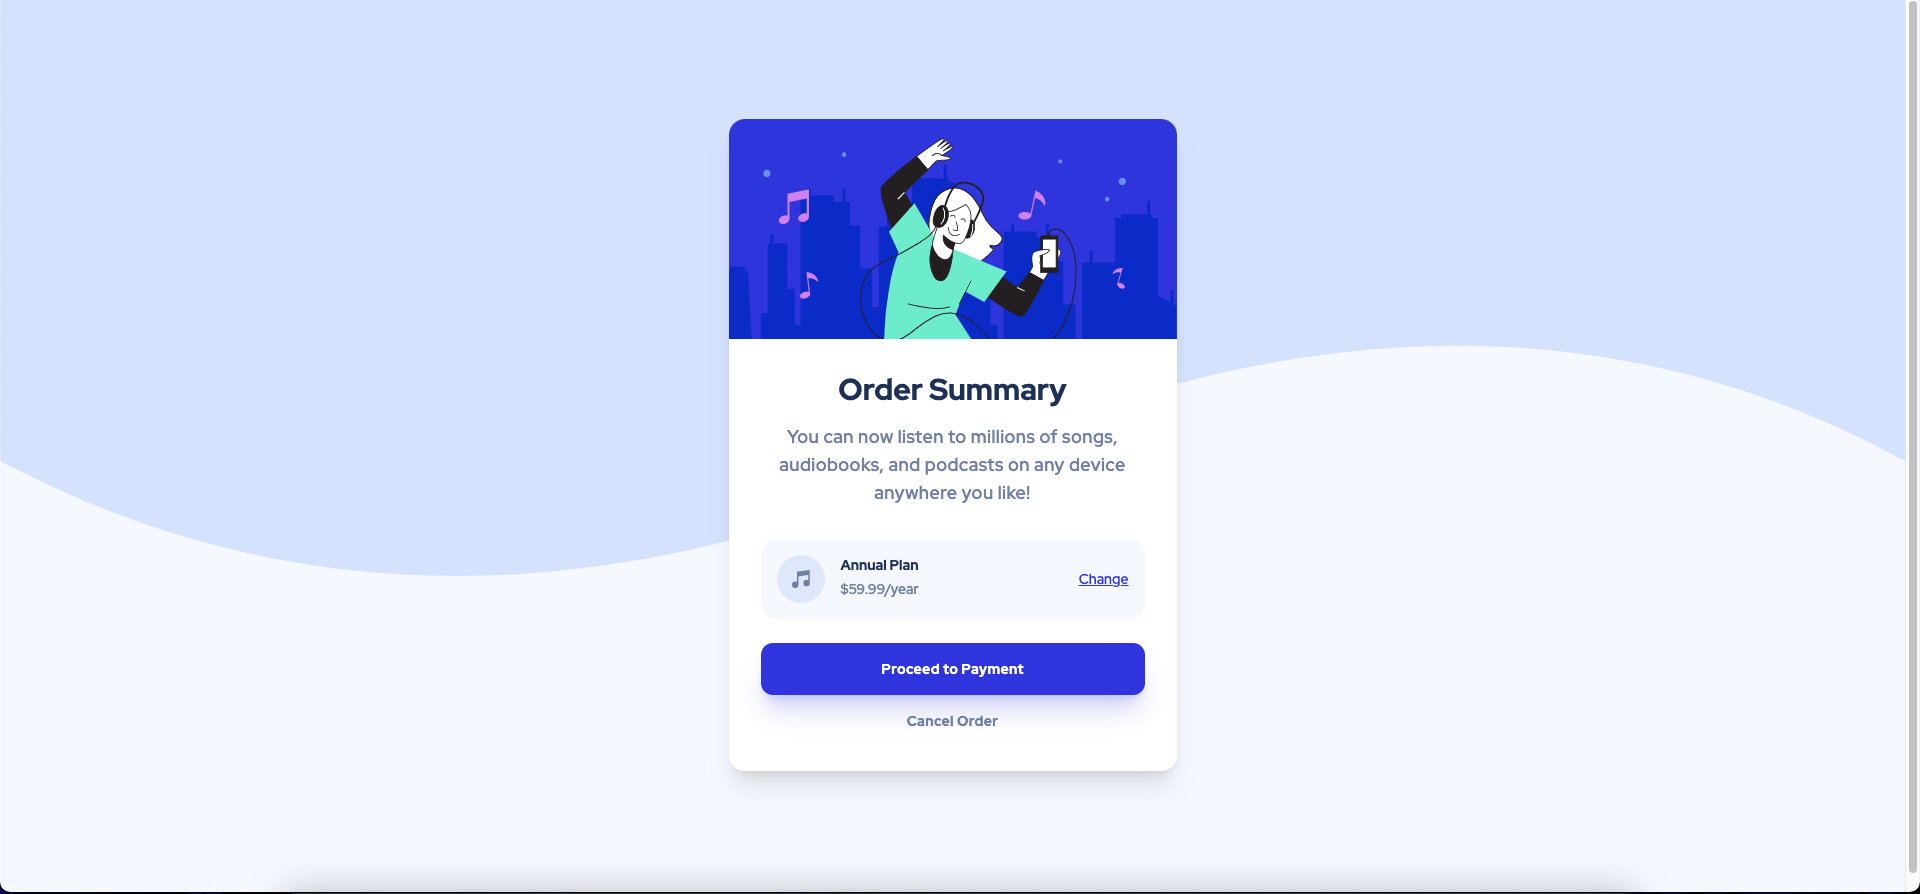 Order Summary
You can now listen to millions of songs,
audiobooks, and podcasts on any device
anywhere you like!
Annual Plan
$59.99/year
Change
Proceed to Payment
Cancel Order